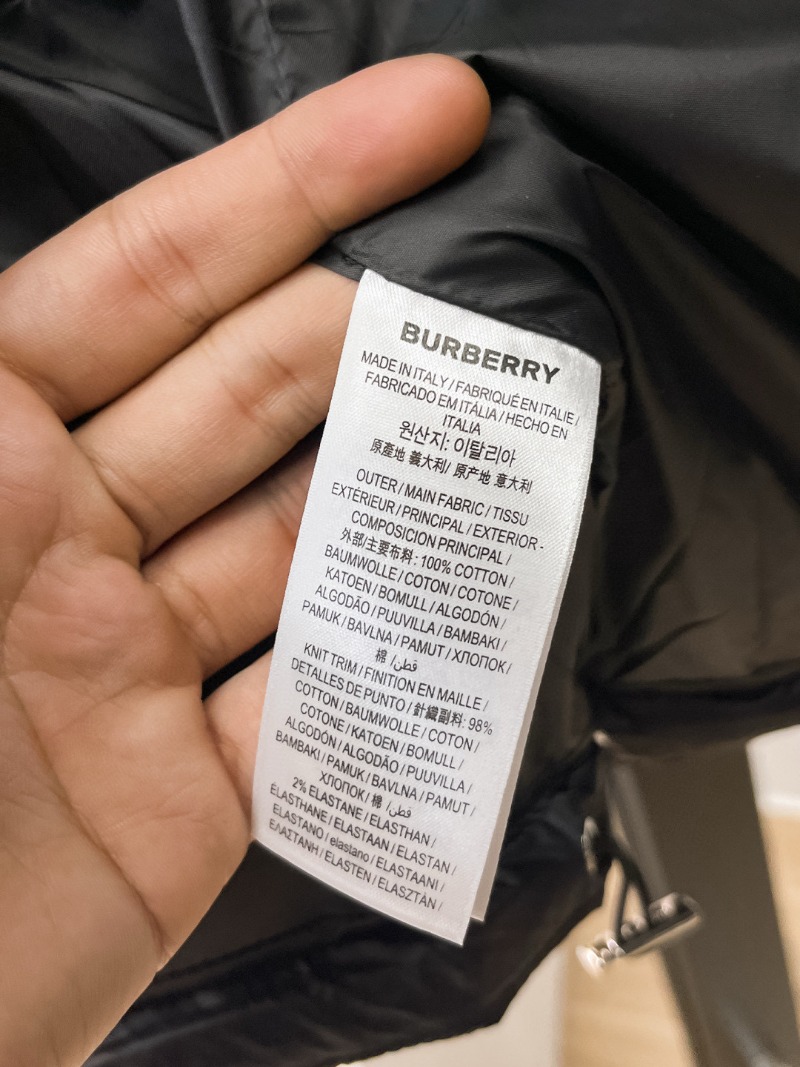 BURBERRY
MADE IN ITALY / FABRIQUÉ EN ITALIE /
FABRICADO EM ITÁLIA / HECHO EN
ITALIA
원산지: 이탈리아
原產地 義大利/ 原产地 意大利
OUTER / MAIN FABRIC / TISSU
EXTÉRIEUR / PRINCIPAL / EXTERIOR -
COMPOSICION PRINCIPAL /
外部/主要布料: 100% COTTON /
BAUMWOLLE / COTON / COTONE /
KATOEN / BOMULL / ALGODÓN /
ALGODÃO / PUUVILLA / BAMBAKI /
PAMUK / BAVLNA / PAMUT / ХЛОПОК /
棉 /قطن
KNIT TRIM / FINITION EN MAILLE /
DETALLES DE PUNTO / 針織副料: 98%
COTTON / BAUMWOLLE / COTON /
COTONE / KATOEN / BOMULL /
ALGODÓN / ALGODÃO / PUUVILLA /
BAMBAKI / PAMUK / BAVLNA / PAMUT /
ХЛОПОК / 棉 /قطن
2% ELASTANE / ELASTHAN /
ELASTHANE / ELASTAAN / ELASTAN /
ELASTANO / elastano / ELASTAANI /
ΕΛΑΣΤΑΝΗ / ELASTEN / ELASZTÁN /